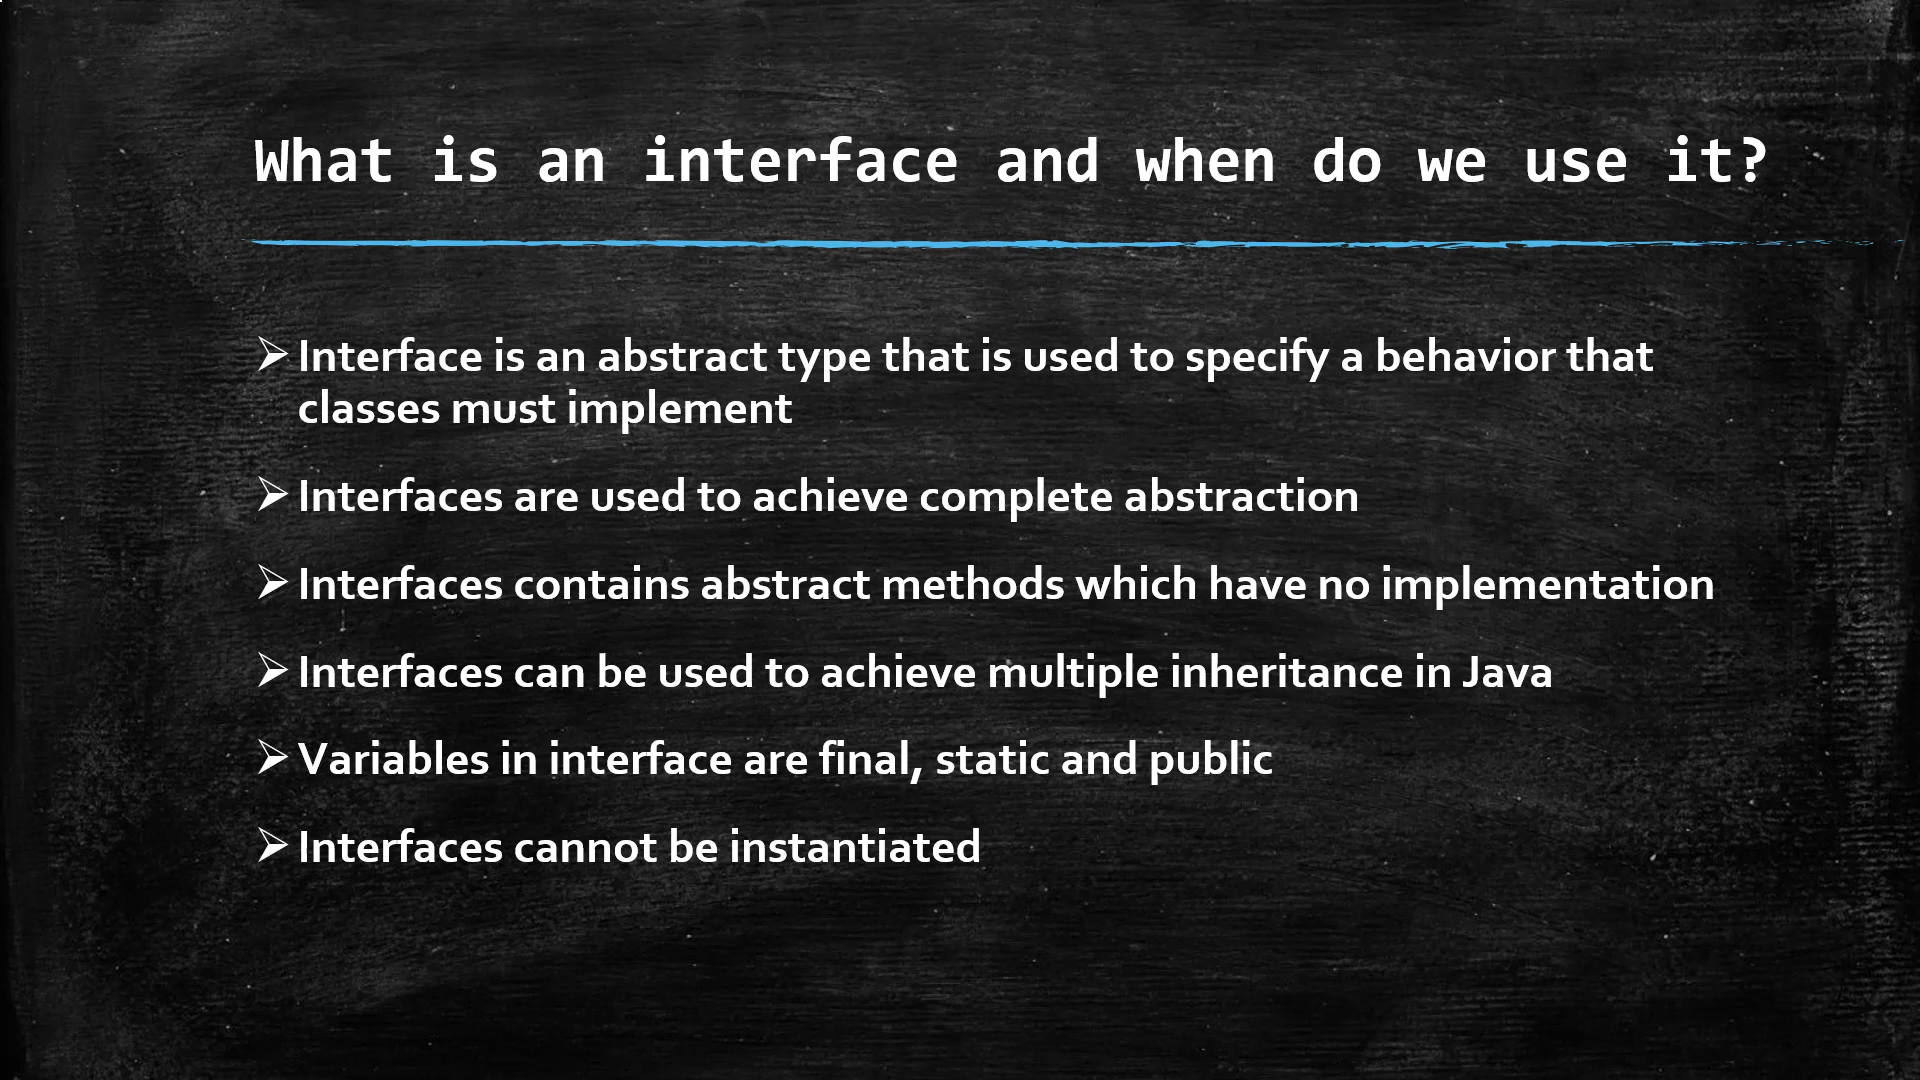 What is an interface and when do we use it?
➢ Interface is an abstract type that is used to specify a behavior that
classes must implement
➢ Interfaces are used to achieve complete abstraction
➢ Interfaces contains abstract methods which have no implementation
➢ Interfaces can be used to achieve multiple inheritance in Java
➢ Variables in interface are final, static and public
➢ Interfaces cannot be instantiated